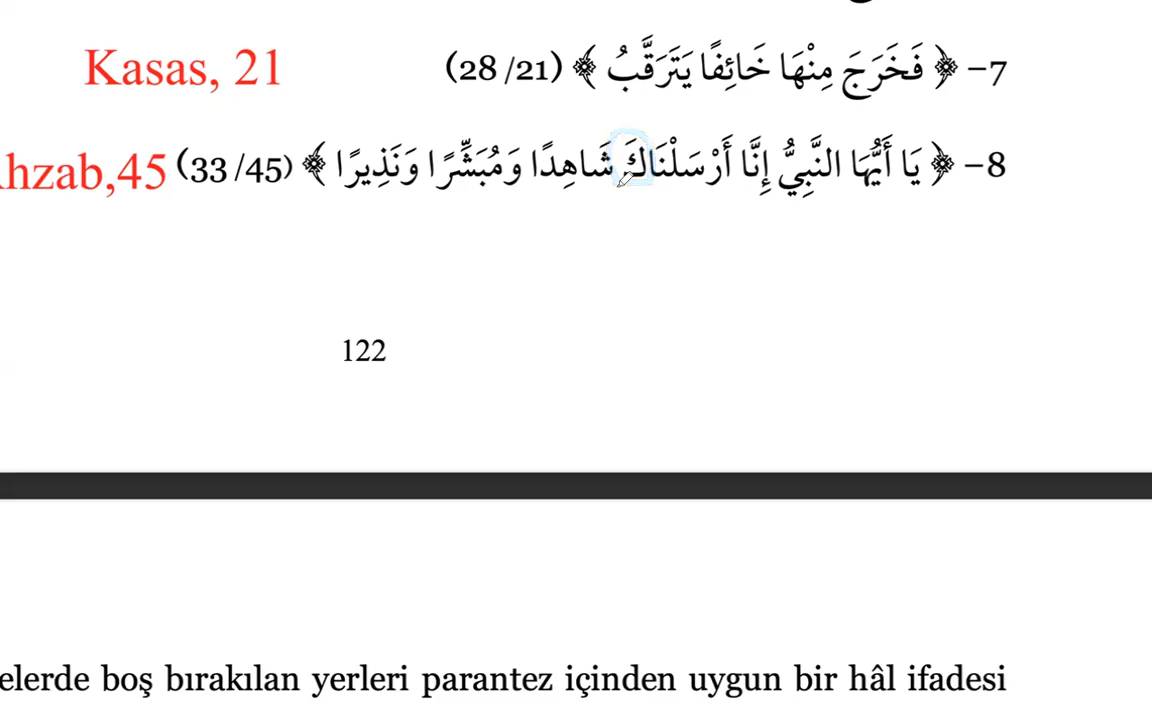 7– ﴿ فَخَرَجَ مِنْهَا خَائِفًا يَتَرَقَّبُ ﴾ (28/21) Kasas, 21
8– ﴿ يَا أَيُّهَا النَّبِيُّ إِنَّا أَرْسَلْنَاكَ شَاهِدًا وَمُبَشِّرًا وَنَذِيرًا ﴾ (33/45) hzab,45
122
elerde boş bırakılan yerleri parantez içinden uygun bir hâl ifadesi